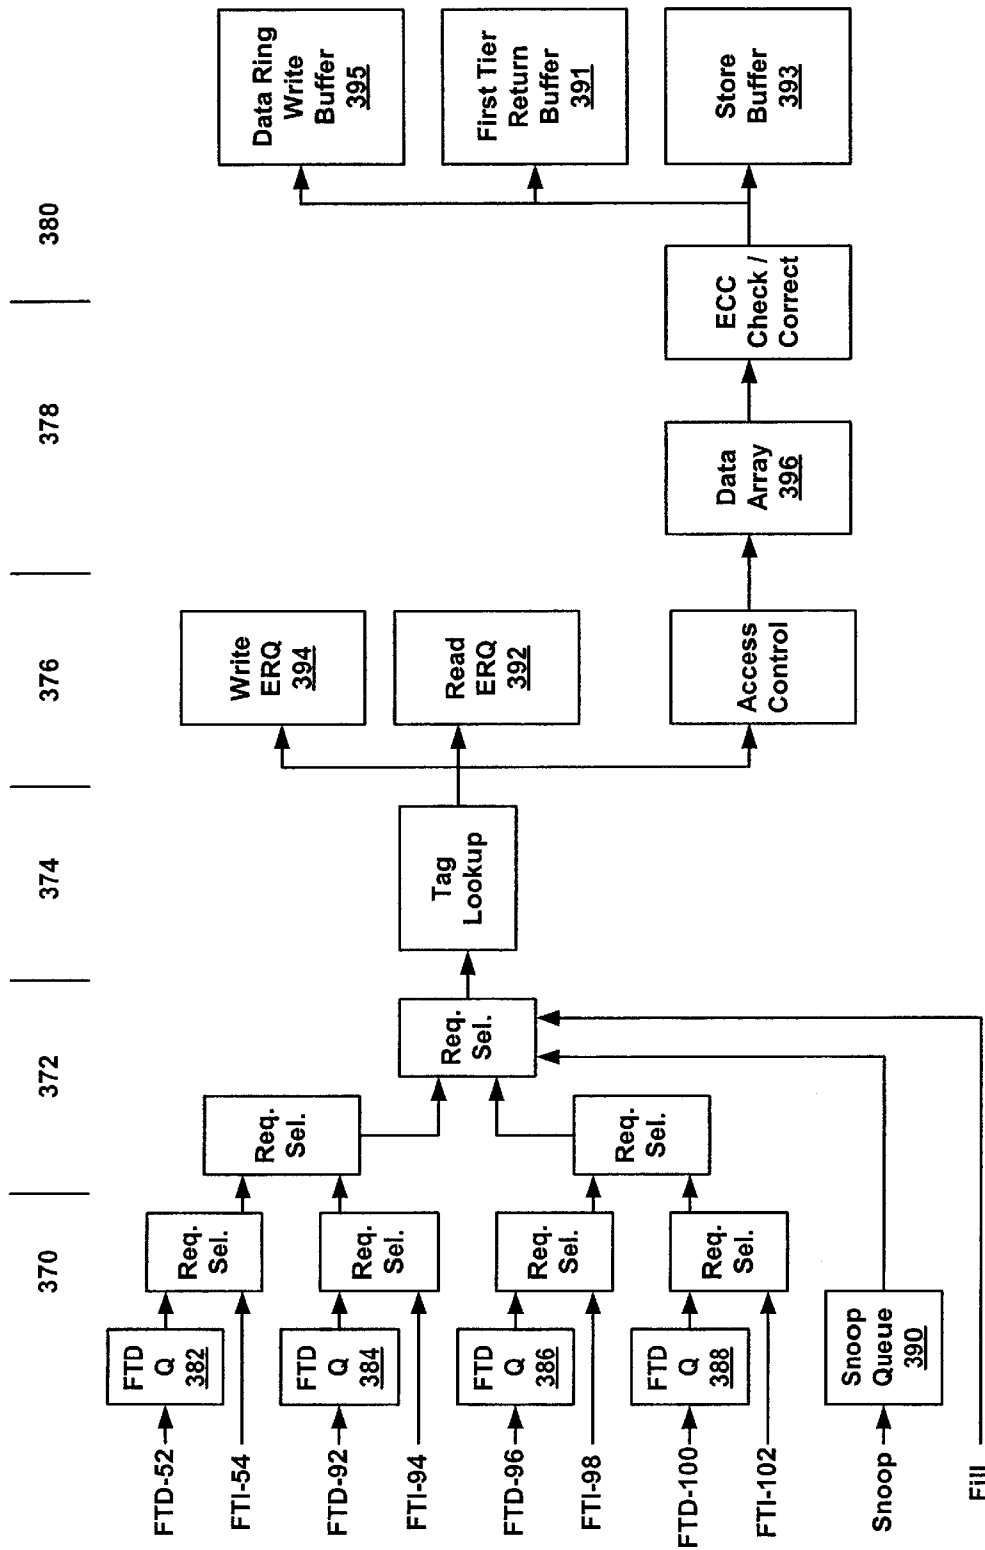 370
372
374
376
378
380
FTD-52
FTD
Q
382
FTI-54
Req.
Sel.
FTD-92
FTD
Q
384
FTI-94
Req.
Sel.
Req.
Sel.
FTD-96
FTD
Q
386
FTI-98
Req.
Sel.
FTD-100
FTD
Q
388
FTI-102
Req.
Sel.
Req.
Sel.
Snoop
Snoop
Queue
390
Fill
Req.
Sel.
Tag
Lookup
Write
ERQ
394
Read
ERQ
392
Access
Control
Data
Array
396
ECC
Check /
Correct
Data Ring
Write
Buffer
395
First Tier
Return
Buffer
391
Store
Buffer
393